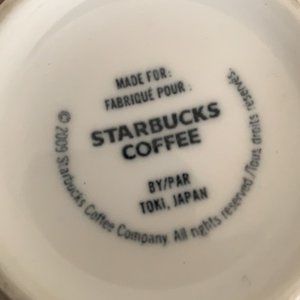 MADE FOR:
FABRIQUÉ POUR :
STARBUCKS
COFFEE
BY/PAR
TOKI, JAPAN
© 2009 Starbucks Coffee Company. All rights reserved /Tous droits réservés.